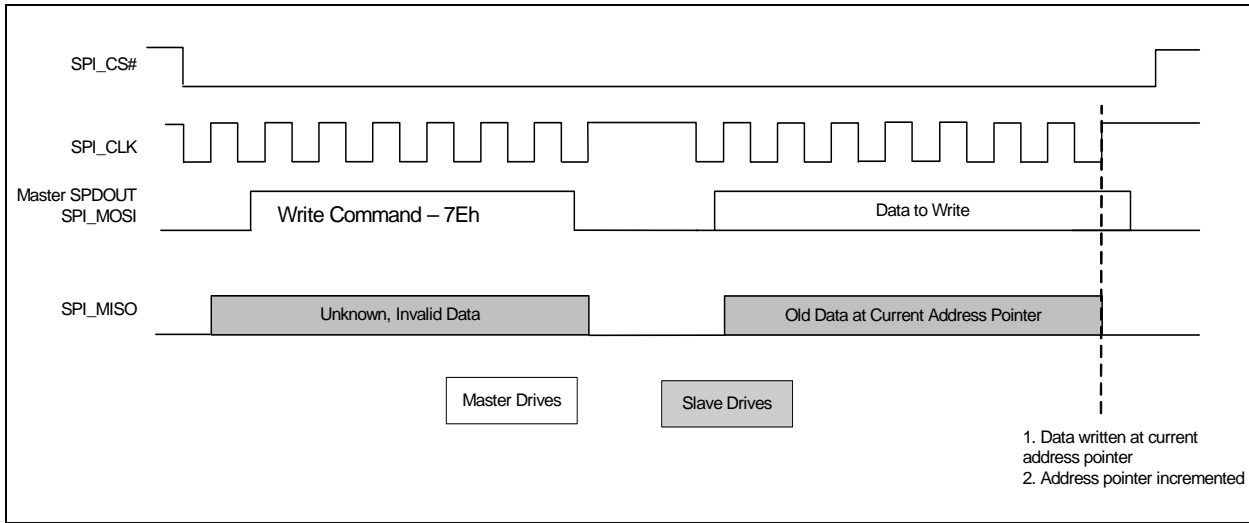 SPI_CS#
SPI_CLK
Master SPDOUT
SPI_MOSI
Write Command – 7Eh
Data to Write
SPI_MISO
Unknown, Invalid Data
Old Data at Current Address Pointer
Master Drives
Slave Drives
1. Data written at current
address pointer
2. Address pointer incremented